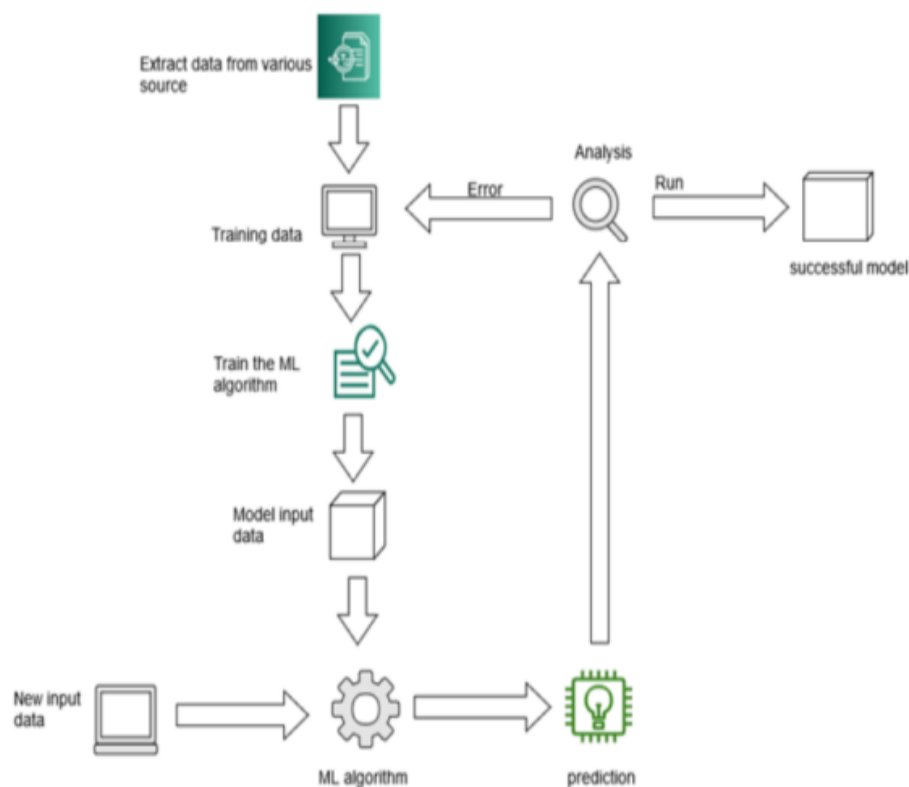 Extract data from various
source
Analysis
Error
Run
Training data
successful model
Train the ML
algorithm
Model input
data
New input
data
ML algorithm
prediction